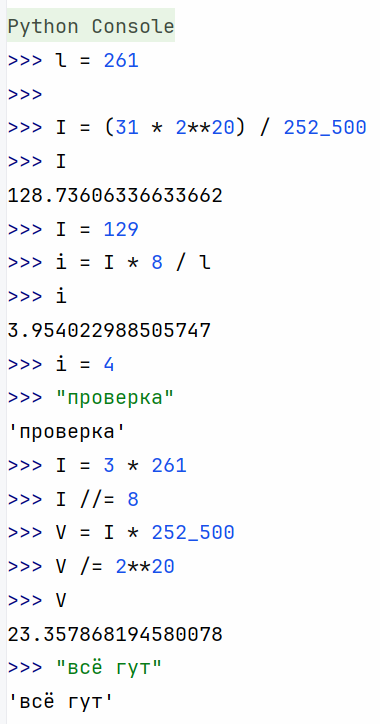 Python Console
>>> l = 261
>>>
>>> I = (31 * 2**20) / 252_500
>>> I
128.73606336633662
>>> I = 129
>>> i = I * 8 / l
>>> i
3.954022988505747
>>> i = 4
>>> "проверка"
'проверка'
>>> I = 3 * 261
>>> I //= 8
>>> V = I * 252_500
>>> V /= 2**20
>>> V
23.357868194580078
>>> "всё гут"
'всё гут'